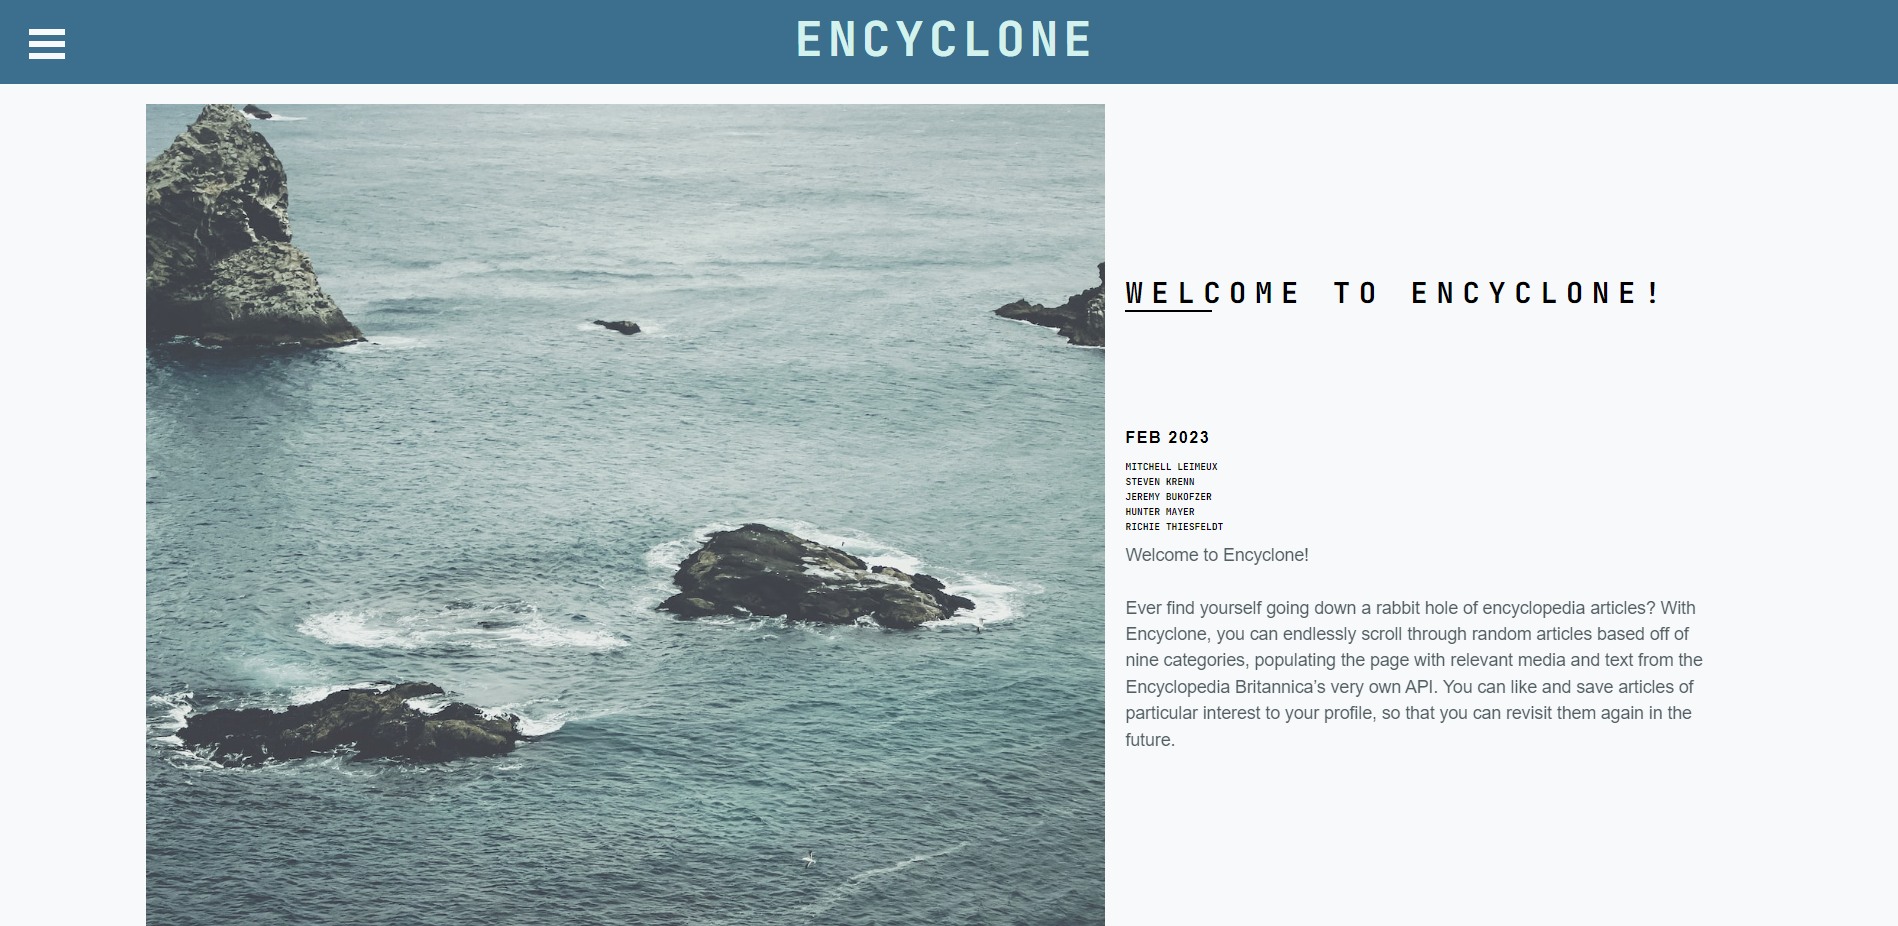 ENCYCLONE
WELCOME TO ENCYCLONE!
FEB 2023
MITCHELL LEIMEUX
STEVEN KRENN
JEREMY BUKOFZER
HUNTER MAYER
RICHIE THIESFELDT
Welcome to Encyclone!
Ever find yourself going down a rabbit hole of encyclopedia articles? With
Encyclone, you can endlessly scroll through random articles based off of
nine categories, populating the page with relevant media and text from the
Encyclopedia Britannica’s very own API. You can like and save articles of
particular interest to your profile, so that you can revisit them again in the
future.